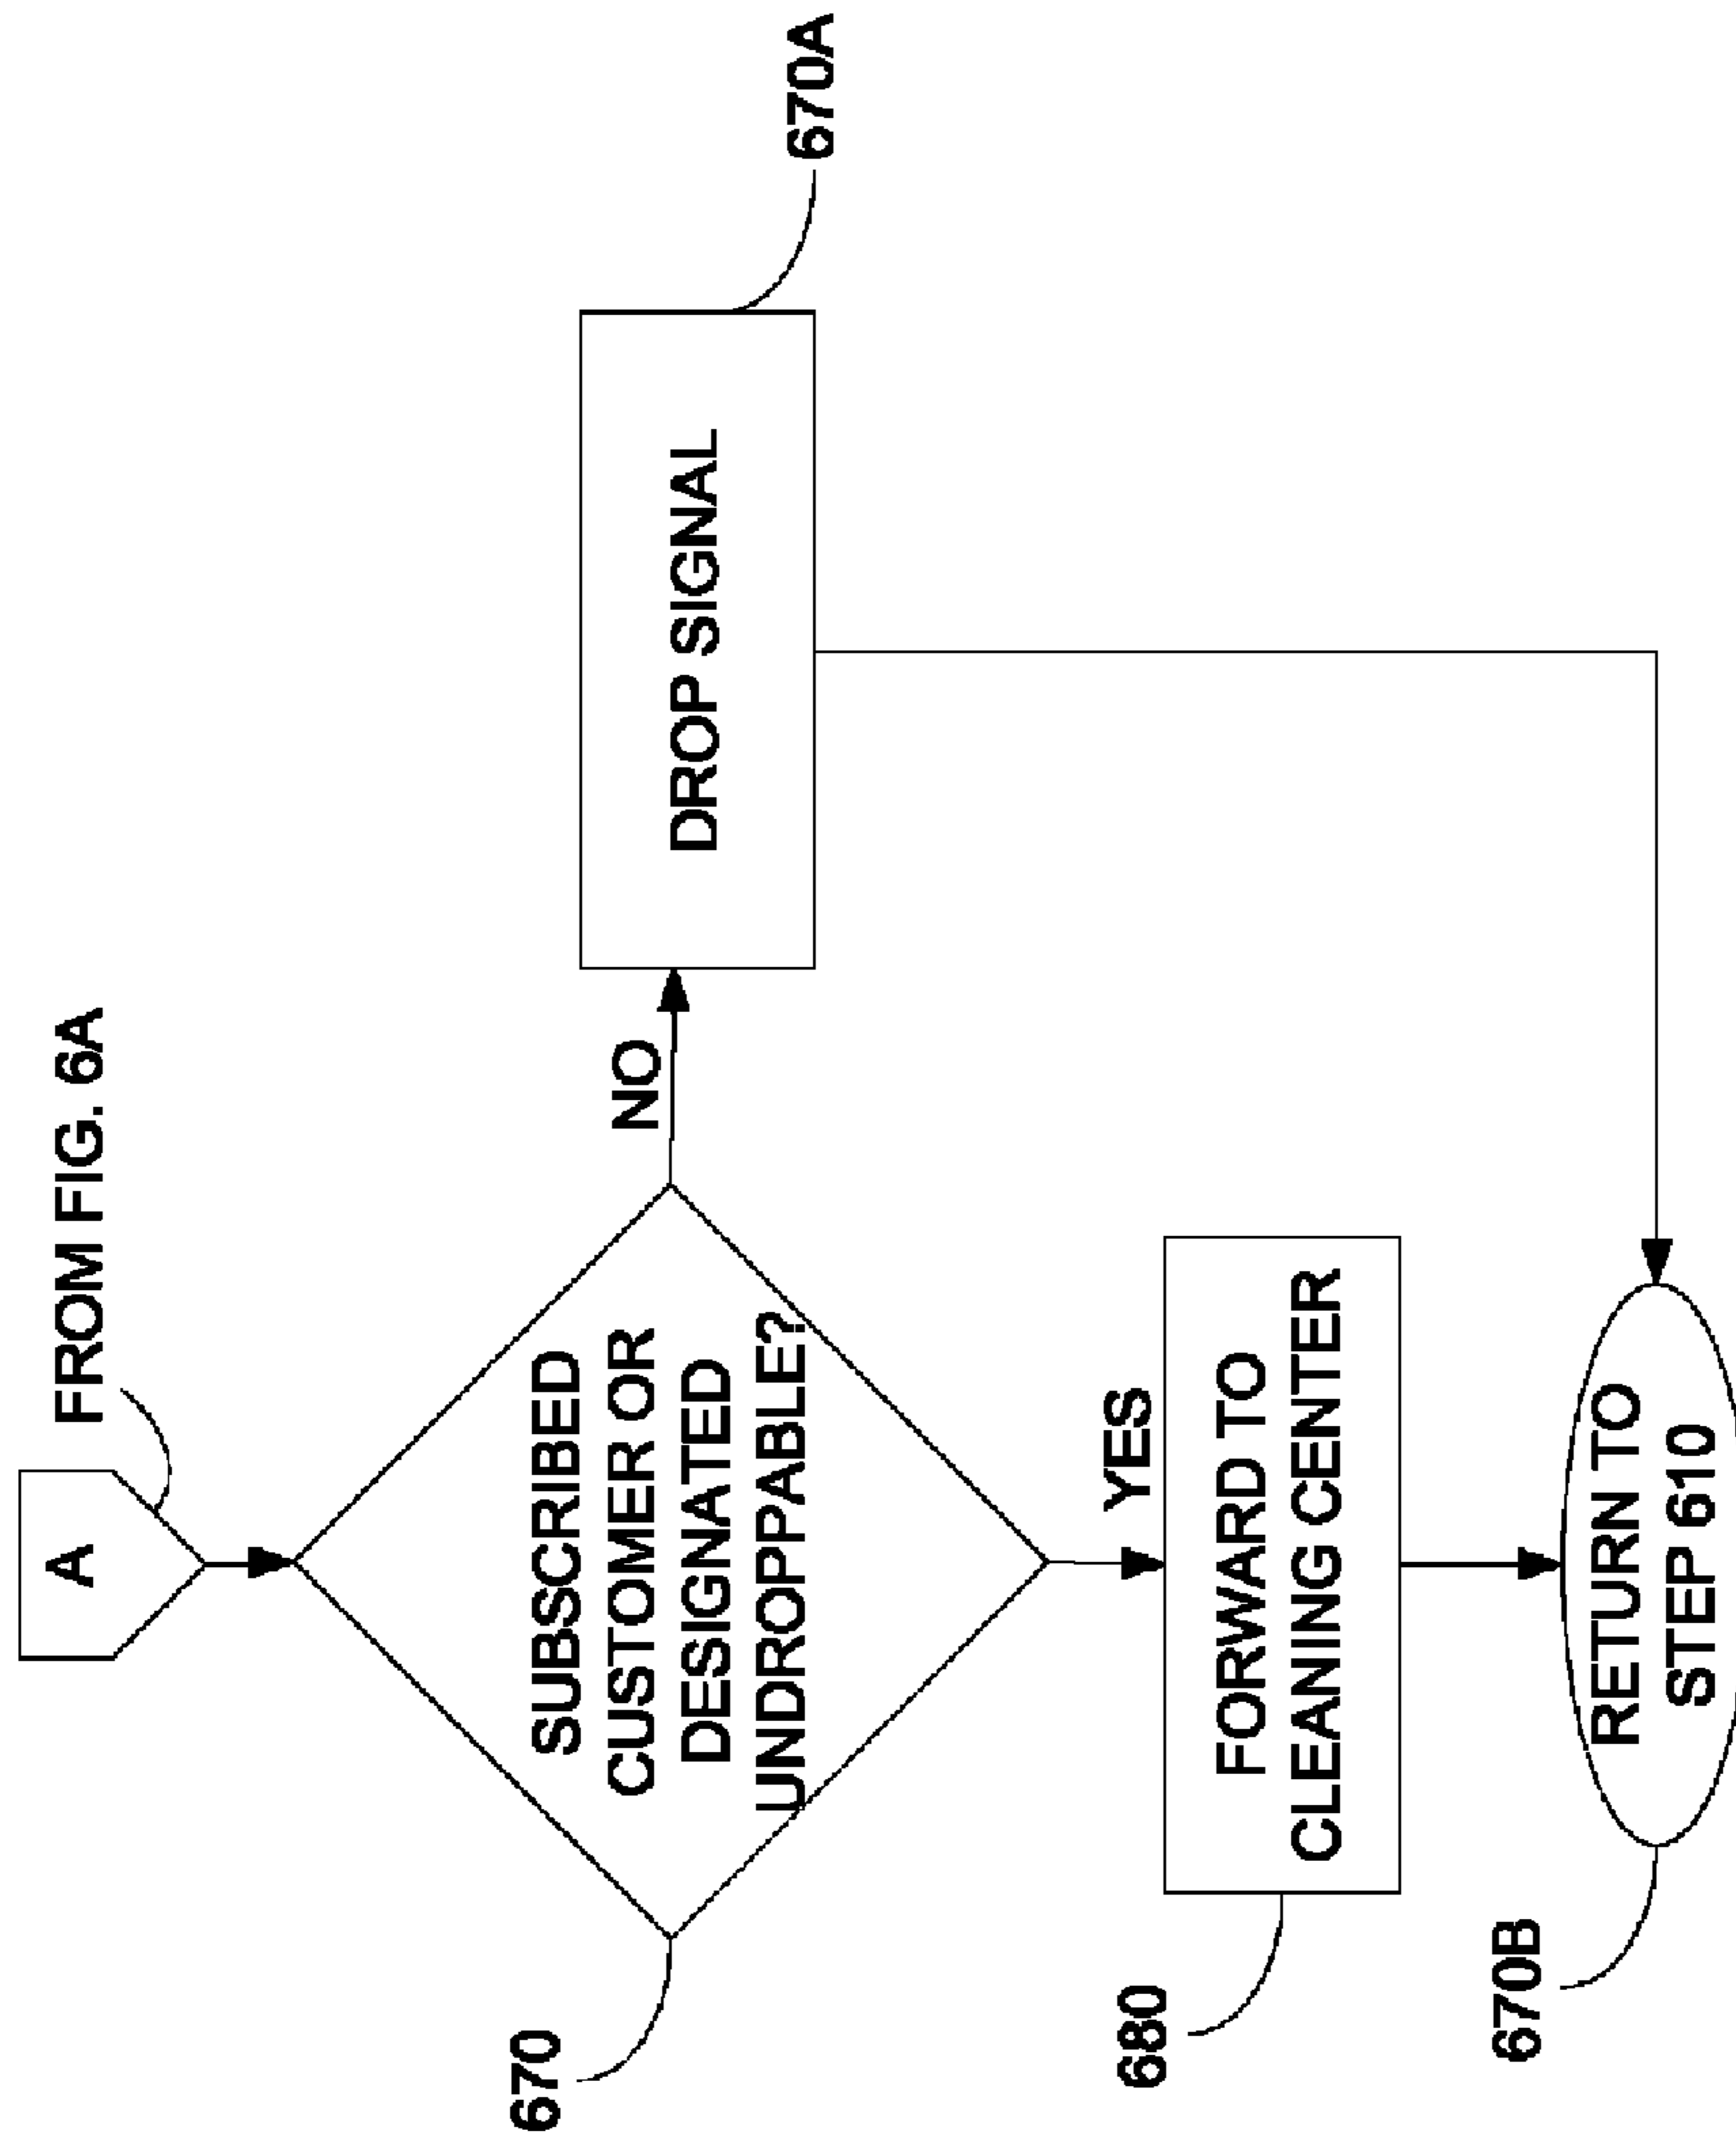 FROM FIG. 6A
A
670
SUBSCRIBED
CUSTOMER OR
DESIGNATED
UNDROPPABLE?
NO
DROP SIGNAL
670A
YES
680
FORWARD TO
CLEANING CENTER
670B
RETURN TO
STEP 610